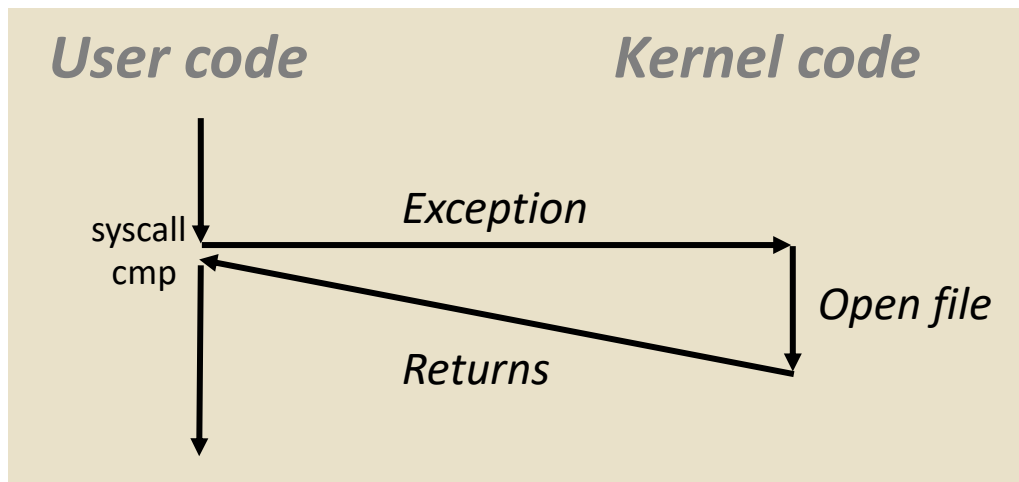 User code
Kernel code
Exception
syscall
cmp
Open file
Returns